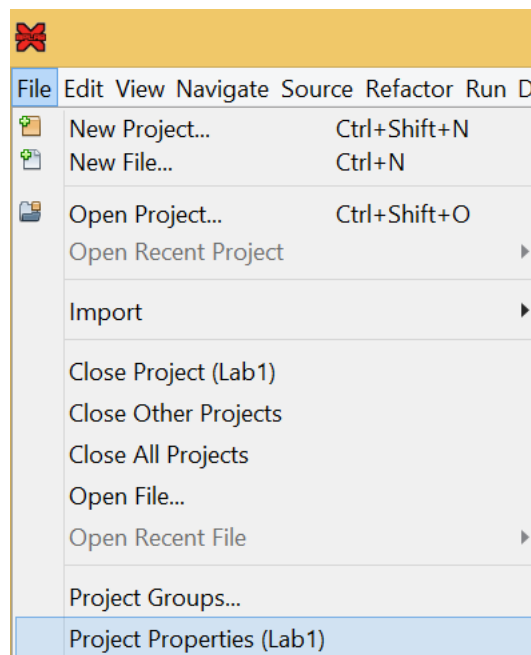 File Edit View Navigate Source Refactor Run D
New Project... Ctrl+Shift+N
New File... Ctrl+N
Open Project... Ctrl+Shift+O
Open Recent Project
Import
Close Project (Lab1)
Close Other Projects
Close All Projects
Open File...
Open Recent File
Project Groups...
Project Properties (Lab1)